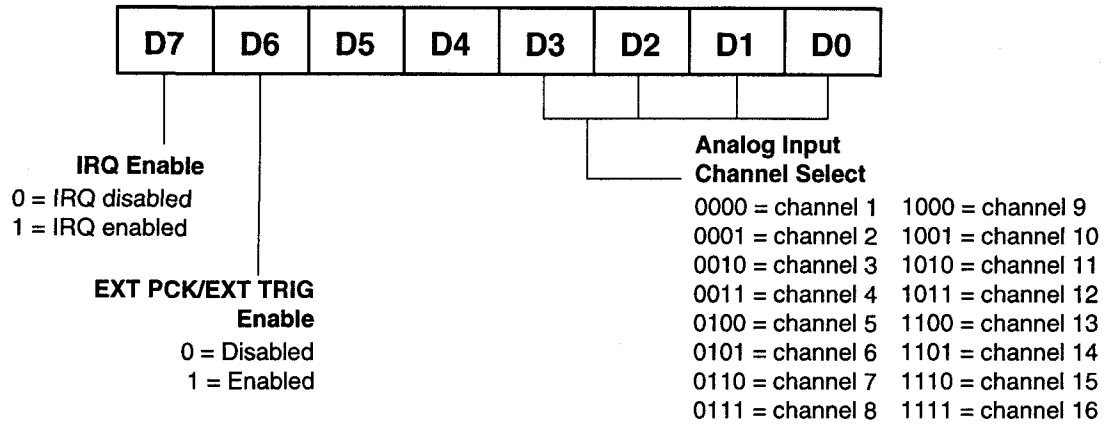 D7 D6 D5 D4 D3 D2 D1 D0
IRQ Enable
0 = IRQ disabled
1 = IRQ enabled
EXT PCK/EXT TRIG
Enable
0 = Disabled
1 = Enabled
Analog Input
Channel Select
0000 = channel 1 1000 = channel 9
0001 = channel 2 1001 = channel 10
0010 = channel 3 1010 = channel 11
0011 = channel 4 1011 = channel 12
0100 = channel 5 1100 = channel 13
0101 = channel 6 1101 = channel 14
0110 = channel 7 1110 = channel 15
0111 = channel 8 1111 = channel 16